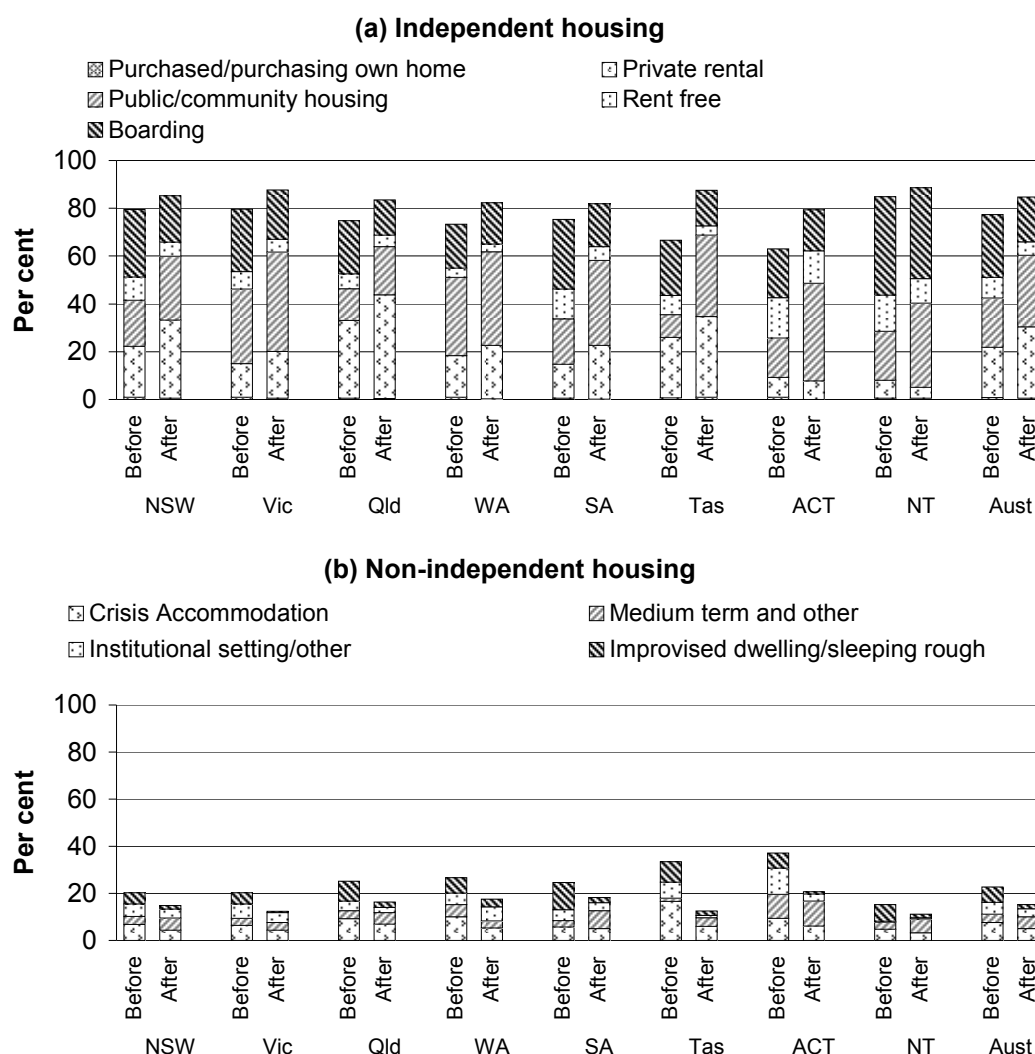 (a) Independent housing
Purchased/purchasing own home Private rental
Public/community housing Rent free
Boarding
Per cent
100
80
60
40
20
0
Before After Before After Before After Before After Before After Before After Before After Before After Before After
NSW Vic Qld WA SA Tas ACT NT Aust
(b) Non-independent housing
Crisis Accommodation Medium term and other
Institutional setting/other Improvised dwelling/sleeping rough
Per cent
100
80
60
40
20
0
Before After Before After Before After Before After Before After Before After Before After Before After Before After
NSW Vic Qld WA SA Tas ACT NT Aust